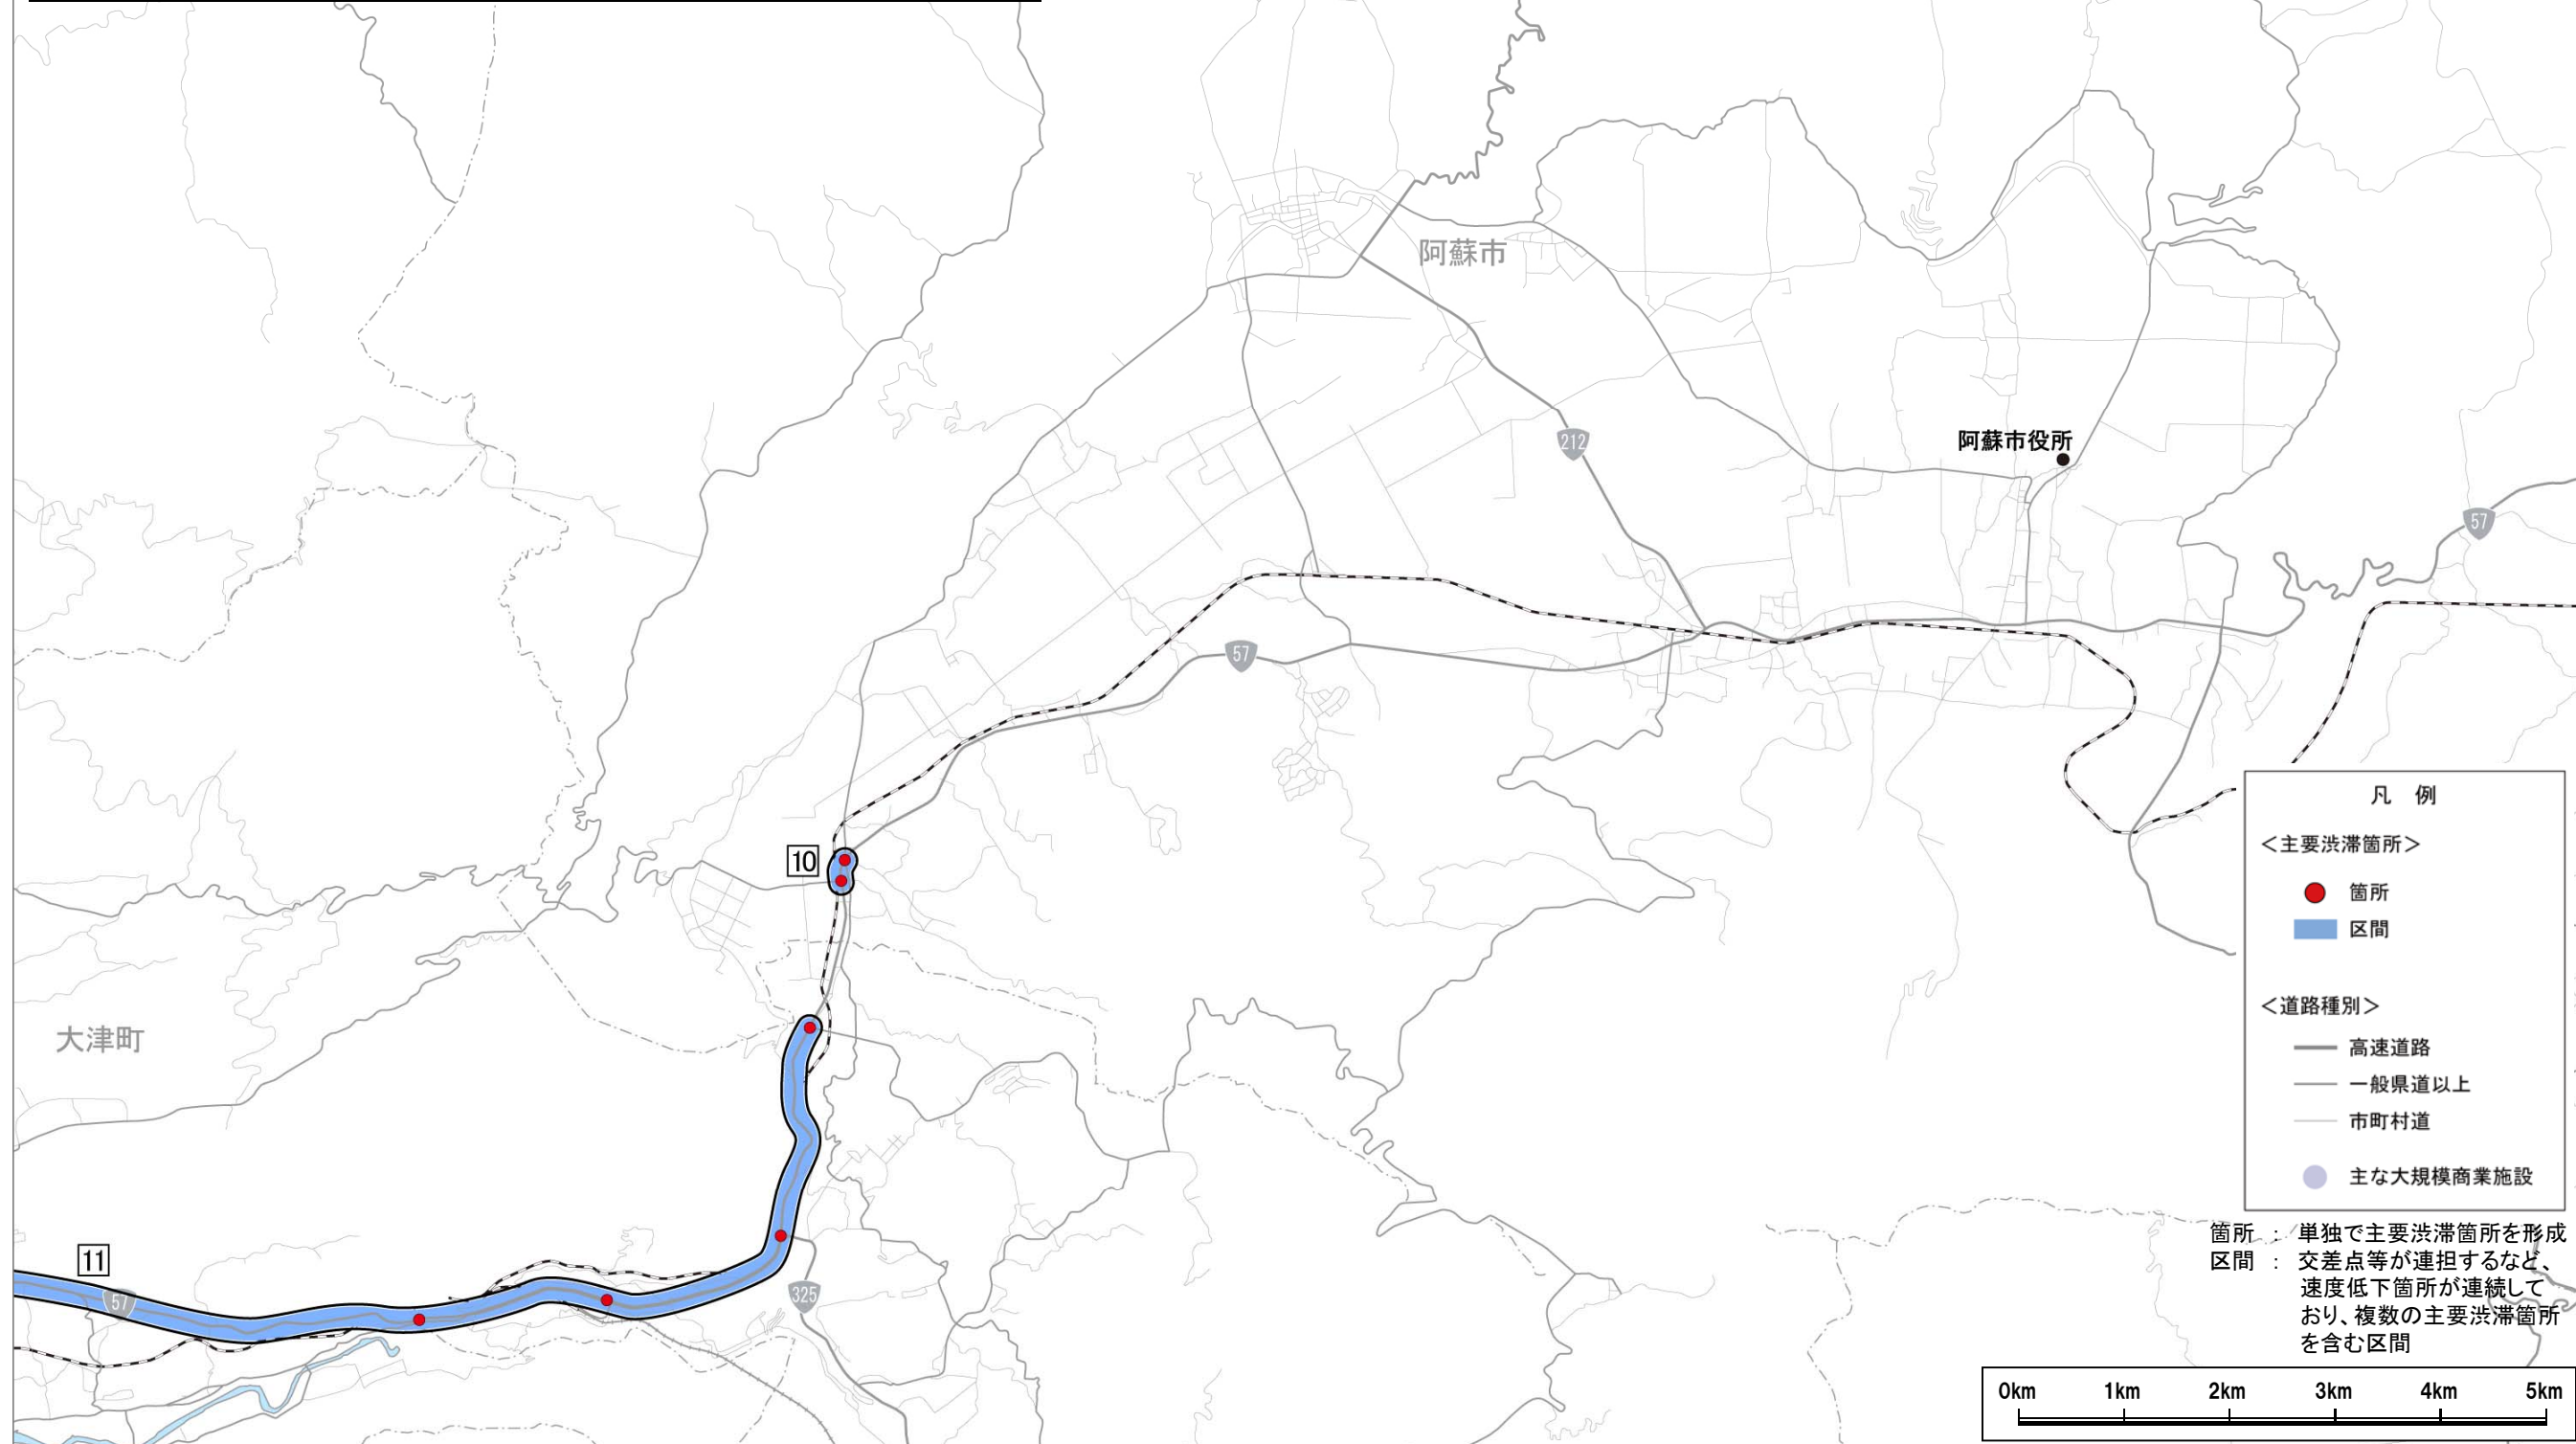 阿蘇市
212
阿蘇市役所
57
57
10
大津町
11
57
325
凡 例
＜主要渋滞箇所＞
箇所
区間
＜道路種別＞
高速道路
一般県道以上
市町村道
主な大規模商業施設
箇所 ： 単独で主要渋滞箇所を形成
区間 ： 交差点等が連担するなど、
速度低下箇所が連続して
おり、複数の主要渋滞箇所
を含む区間
0km 1km 2km 3km 4km 5km